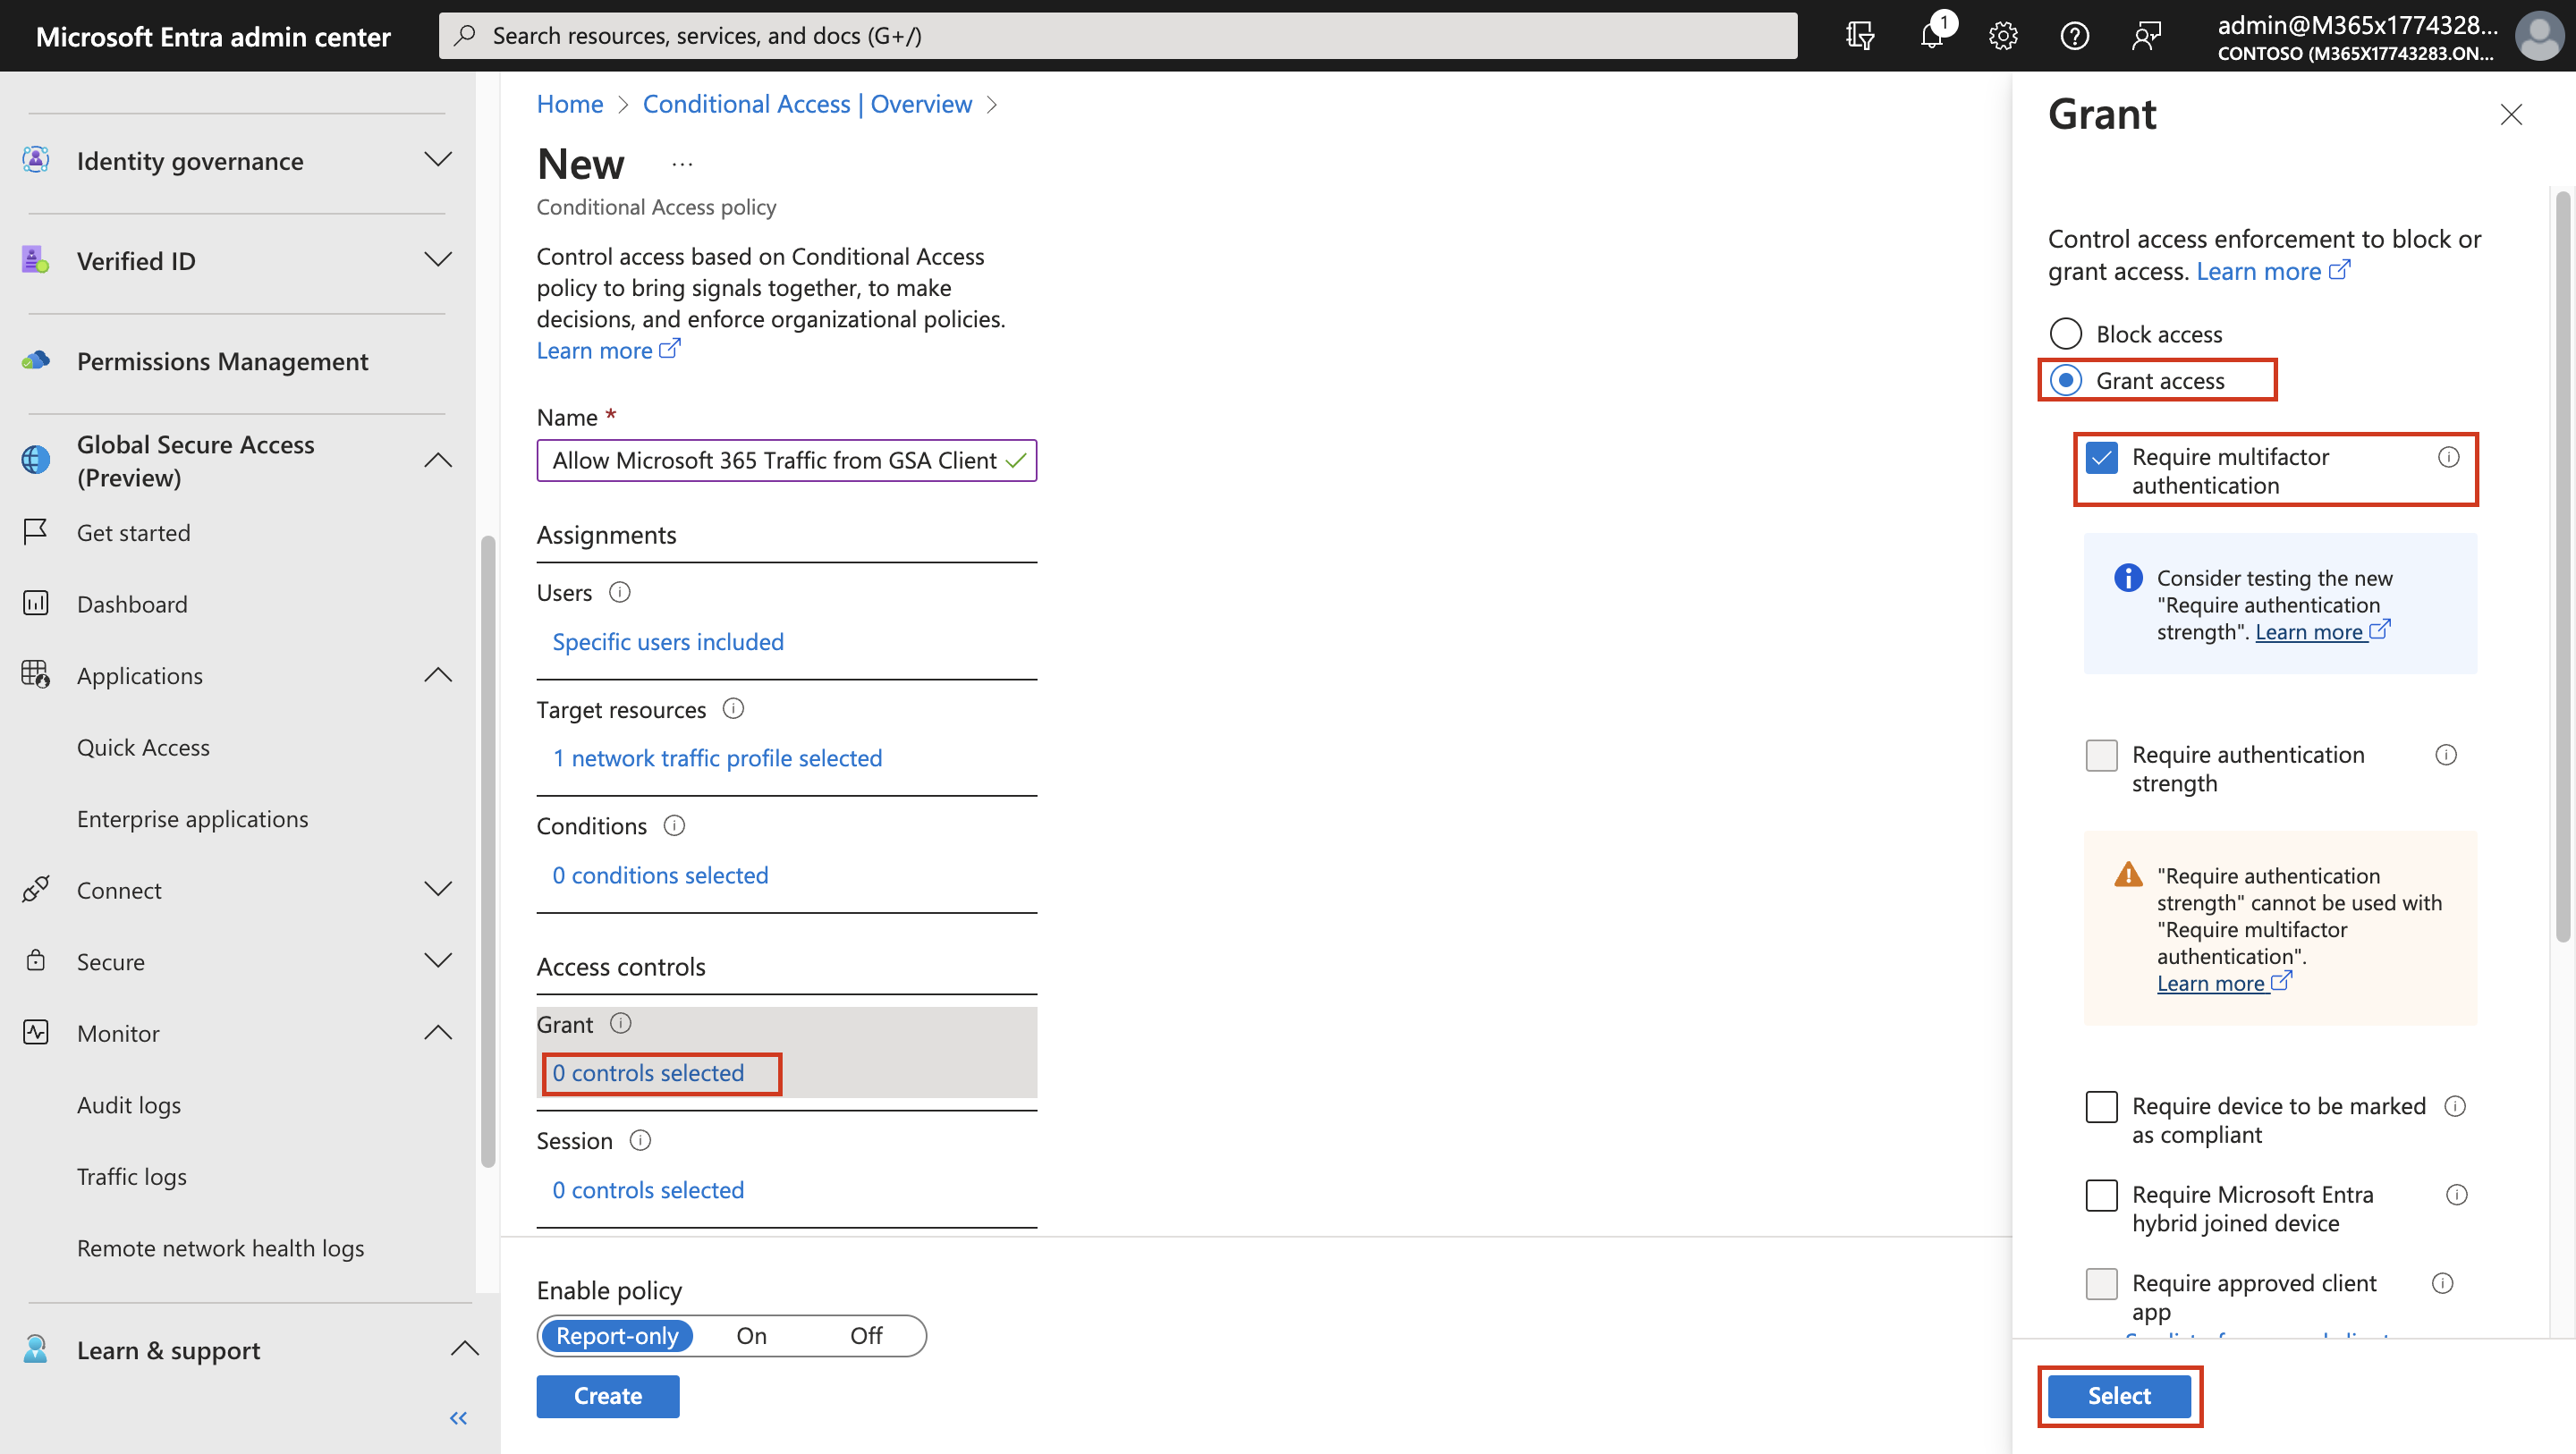 Microsoft Entra admin center
Search resources, services, and docs (G+/)
1
admin@M365x1774328...
CONTOSO (M365X17743283.ON...
Identity governance
Verified ID
Permissions Management
Global Secure Access
(Preview)
Get started
Dashboard
Applications
Quick Access
Enterprise applications
Connect
Secure
Monitor
Audit logs
Traffic logs
Remote network health logs
Learn & support
Home > Conditional Access | Overview >
New ...
Conditional Access policy
Control access based on Conditional Access
policy to bring signals together, to make
decisions, and enforce organizational policies.
Learn more
Name *
Allow Microsoft 365 Traffic from GSA Client
Assignments
Users
Specific users included
Target resources
1 network traffic profile selected
Conditions
0 conditions selected
Access controls
Grant
0 controls selected
Session
0 controls selected
Enable policy
Report-only On Off
Create
Grant
Control access enforcement to block or
grant access. Learn more
Block access
Grant access
Require multifactor
authentication
Consider testing the new
"Require authentication
strength". Learn more
Require authentication
strength
"Require authentication
strength" cannot be used with
"Require multifactor
authentication".
Learn more
Require device to be marked
as compliant
Require Microsoft Entra
hybrid joined device
Require approved client
app
Select